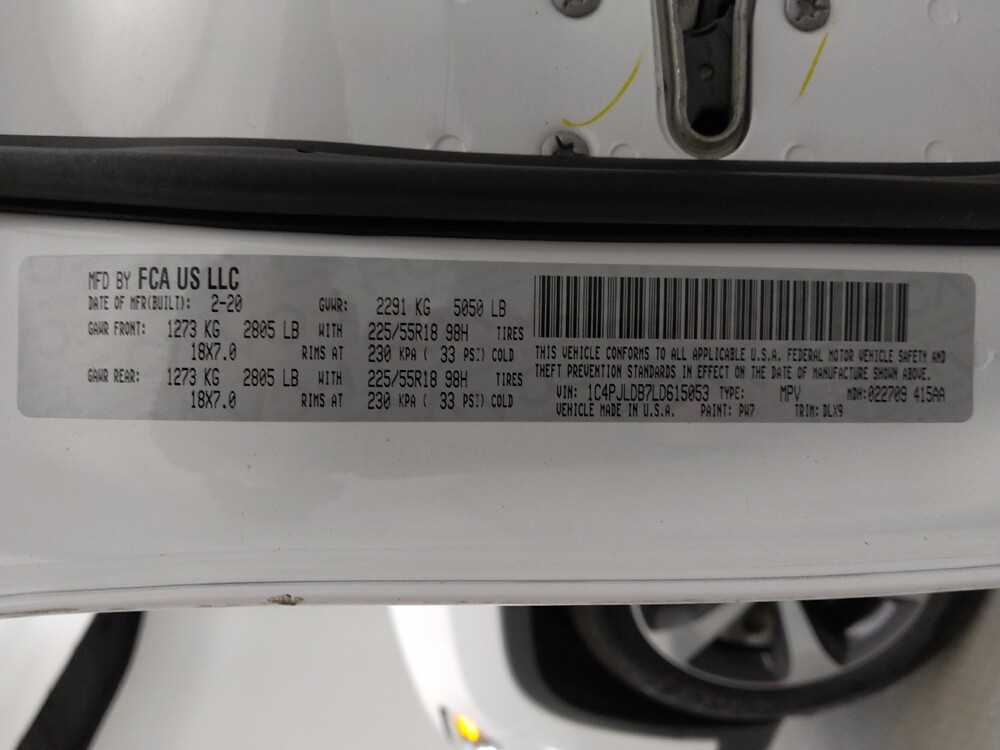 MFD BY FCA US LLC
DATE OF MFR(BUILT): 2-20 GVWR: 2291 KG 5050 LB
GAWR FRONT: 1273 KG 2805 LB WITH 225/55R18 98H TIRES
18X7.0 RIMS AT 230 KPA ( 33 PSI) COLD
GAWR REAR: 1273 KG 2805 LB WITH 225/55R18 98H TIRES
18X7.0 RIMS AT 230 KPA ( 33 PSI) COLD
THIS VEHICLE CONFORMS TO ALL APPLICABLE U.S.A. FEDERAL MOTOR VEHICLE SAFETY AND
THEFT PREVENTION STANDARDS IN EFFECT ON THE DATE OF MANUFACTURE SHOWN ABOVE.
VIN: 1C4PJLDB7LD615053 TYPE: MPV MDH:022709 415AA
VEHICLE MADE IN U.S.A. PAINT: PW7 TRIM: DLX9